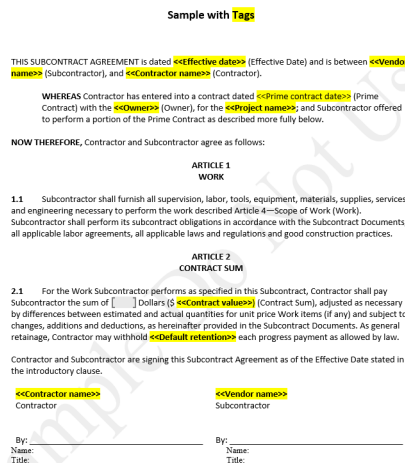 Sample with Tags
THIS SUBCONTRACT AGREEMENT is dated <<Effective date>> (Effective Date) and is between <<Vendor
name>> (Subcontractor), and <<Contractor name>> (Contractor).
WHEREAS Contractor has entered into a contract dated <<Prime contract date>> (Prime
Contract) with the <<Owner>> (Owner), for the <<Project name>>; and Subcontractor offered
to perform a portion of the Prime Contract as described more fully below.
NOW THEREFORE, Contractor and Subcontractor agree as follows:
ARTICLE 1
WORK
1.1 Subcontractor shall furnish all supervision, labor, tools, equipment, materials, supplies, services
and engineering necessary to perform the work described Article 4—Scope of Work (Work).
Subcontractor shall perform its subcontract obligations in accordance with the Subcontract Documents
all applicable labor agreements, all applicable laws and regulations and good construction practices.
ARTICLE 2
CONTRACT SUM
2.1 For the Work Subcontractor performs as specified in this Subcontract, Contractor shall pay
Subcontractor the sum of [ ] Dollars ($ <<Contract value>>) (Contract Sum), adjusted as necessary
by differences between estimated and actual quantities for unit price Work items (if any) and subject to
changes, additions and deductions, as hereinafter provided in the Subcontract Documents. As general
retainage, Contractor may withhold <<Default retention>> each progress payment as allowed by law.
Contractor and Subcontractor are signing this Subcontract Agreement as of the Effective Date stated in
the introductory clause.
<<Contractor name>> <<Vendor name>>
Contractor Subcontractor
By: By:
Name: Name:
Title: Title: